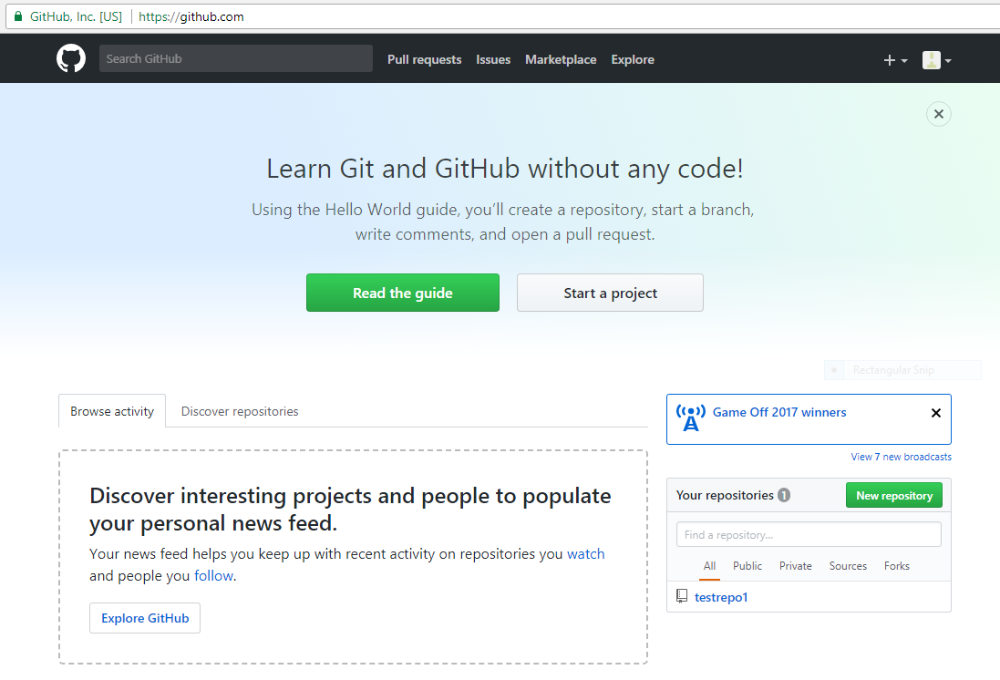 GitHub, Inc. [US] https://github.com
Search GitHub Pull requests Issues Marketplace Explore
Learn Git and GitHub without any code!
Using the Hello World guide, you’ll create a repository, start a branch,
write comments, and open a pull request.
Read the guide Start a project
Rectangular Snip
Browse activity Discover repositories
Game Off 2017 winners
View 7 new broadcasts
Discover interesting projects and people to populate
your personal news feed.
Your news feed helps you keep up with recent activity on repositories you watch
and people you follow.
Explore GitHub
Your repositories 1 New repository
Find a repository...
All Public Private Sources Forks
testrepo1